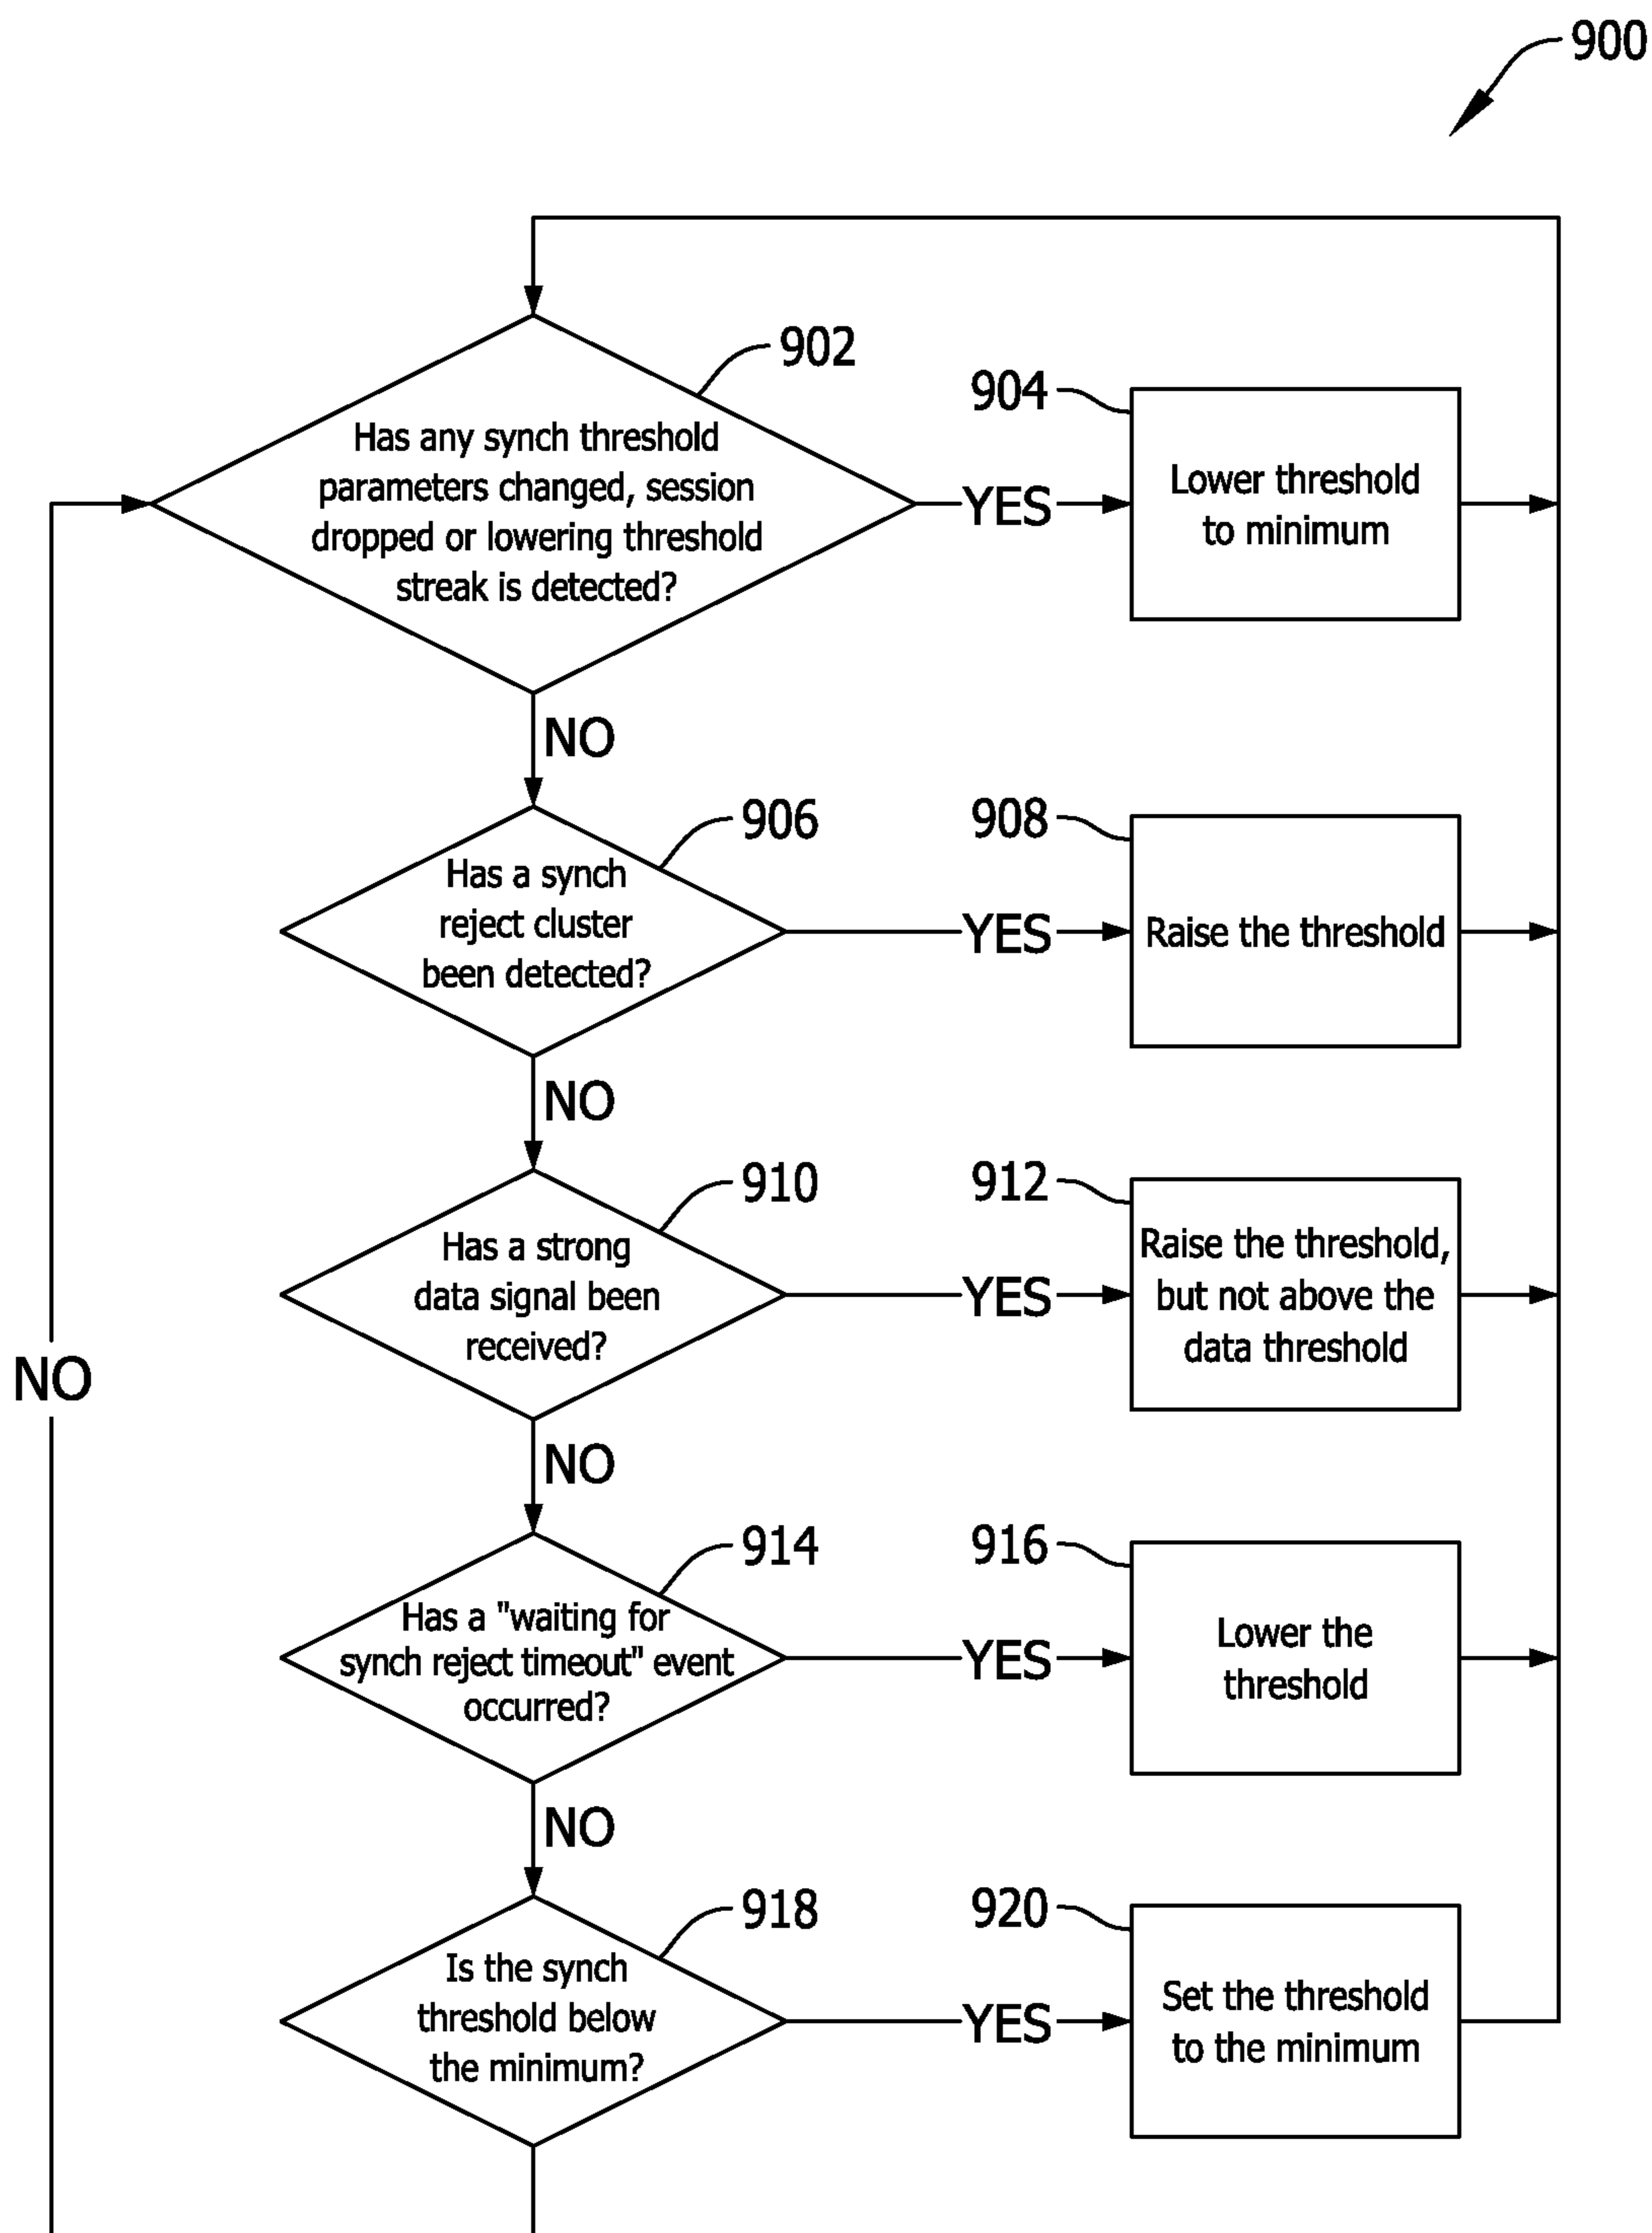 900
902
Has any synch threshold
parameters changed, session
dropped or lowering threshold
streak is detected?
YES
904
Lower threshold
to minimum
NO
906
Has a synch
reject cluster
been detected?
YES
908
Raise the threshold
NO
910
Has a strong
data signal been
received?
YES
912
Raise the threshold,
but not above the
data threshold
NO
NO
914
Has a "waiting for
synch reject timeout" event
occurred?
YES
916
Lower the
threshold
NO
918
Is the synch
threshold below
the minimum?
YES
920
Set the threshold
to the minimum